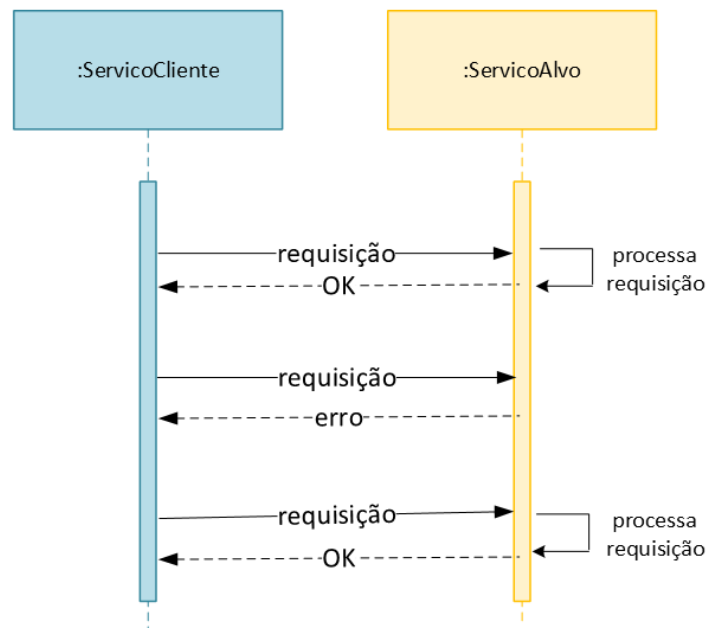 :ServicoCliente
:ServicoAlvo
requisição
processa
requisição
OK
requisição
erro
requisição
processa
requisição
OK